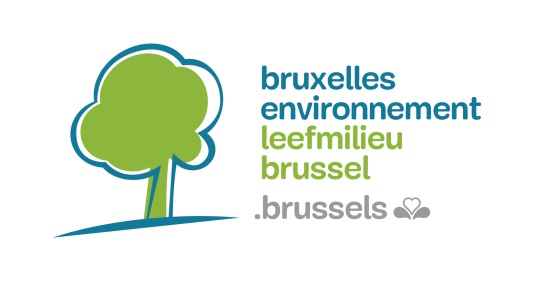 bruxelles
environnement
leefmilieu
brussel
.brussels